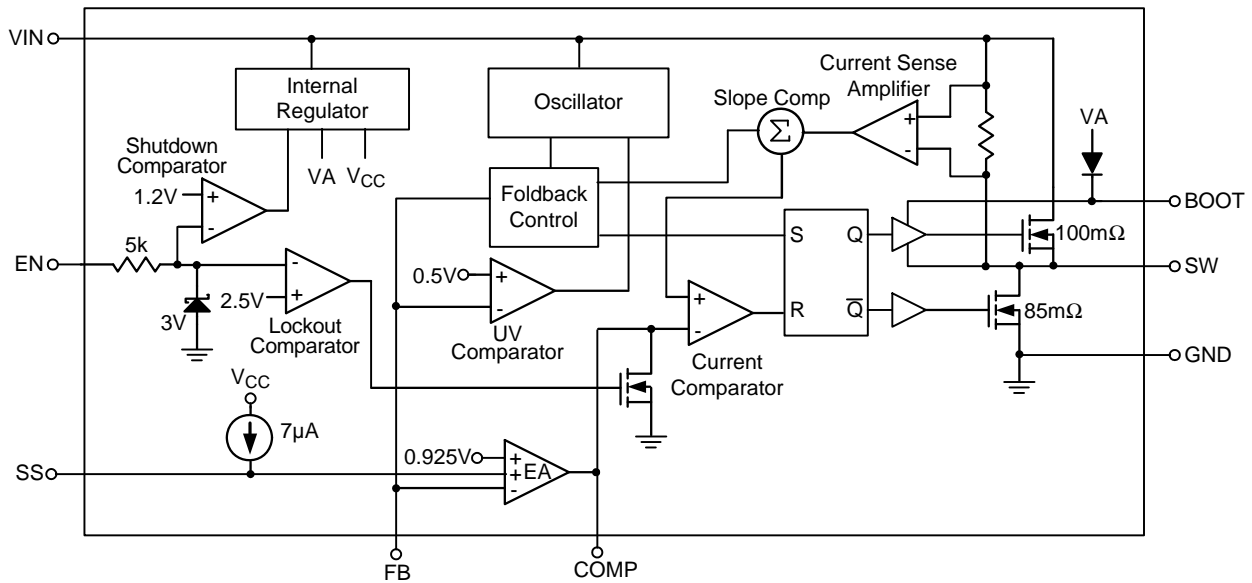 VIN
Internal
Regulator
Oscillator
Slope Comp
Current Sense
Amplifier
Σ
+
-
VA
Shutdown
Comparator
VA
VCC
1.2V
+
-
Foldback
Control
BOOT
5k
EN
S
Q
100mΩ
0.5V
+
-
SW
-
+
2.5V
3V
Lockout
Comparator
UV
Comparator
+
-
R
Q̅
85mΩ
Current
Comparator
GND
VCC
7µA
0.925V
+
+
-
EA
SS
FB
COMP